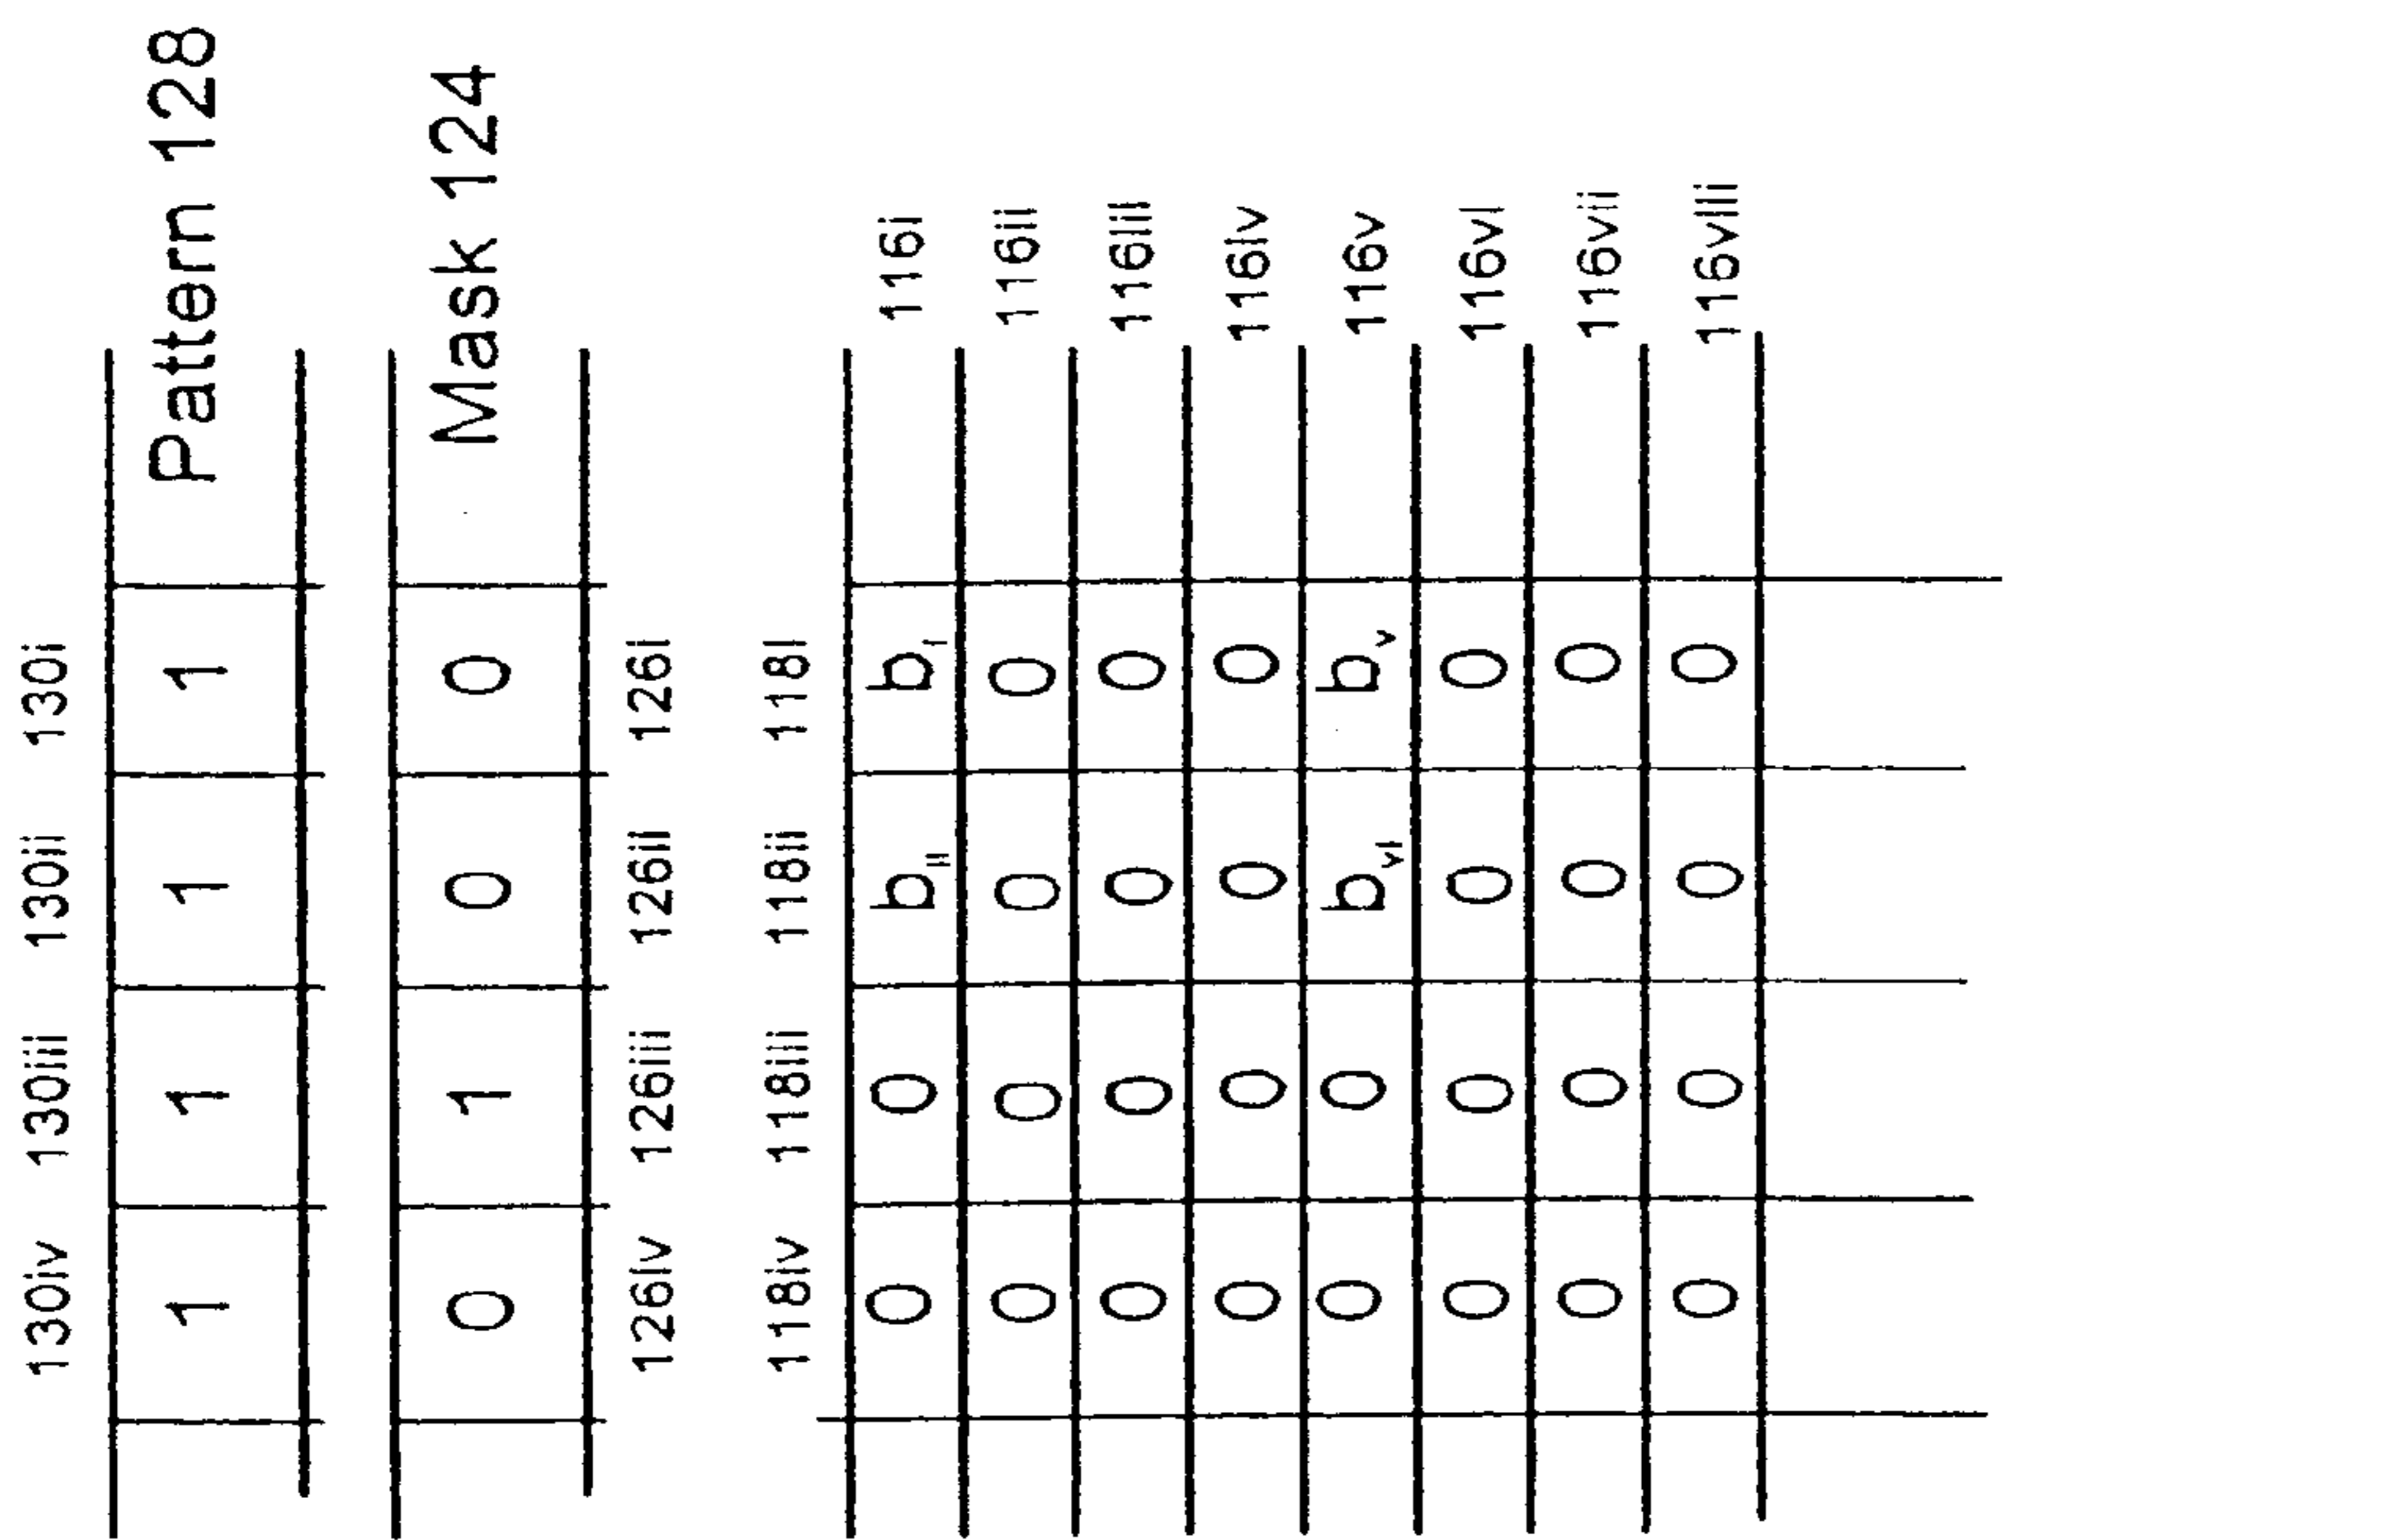 130iv 130iii 130ii 130i
1 1 1 1 Pattern 128
0 1 0 0 Mask 124
126iv 126iii 126ii 126i
118iv 118iii 118ii 118i
0 0 bii bi 116i
0 0 0 0 116ii
0 0 0 0 116iii
0 0 0 0 116iv
0 0 bvi bv 116v
0 0 0 0 116vi
0 0 0 0 116vii
0 0 0 0 116viii